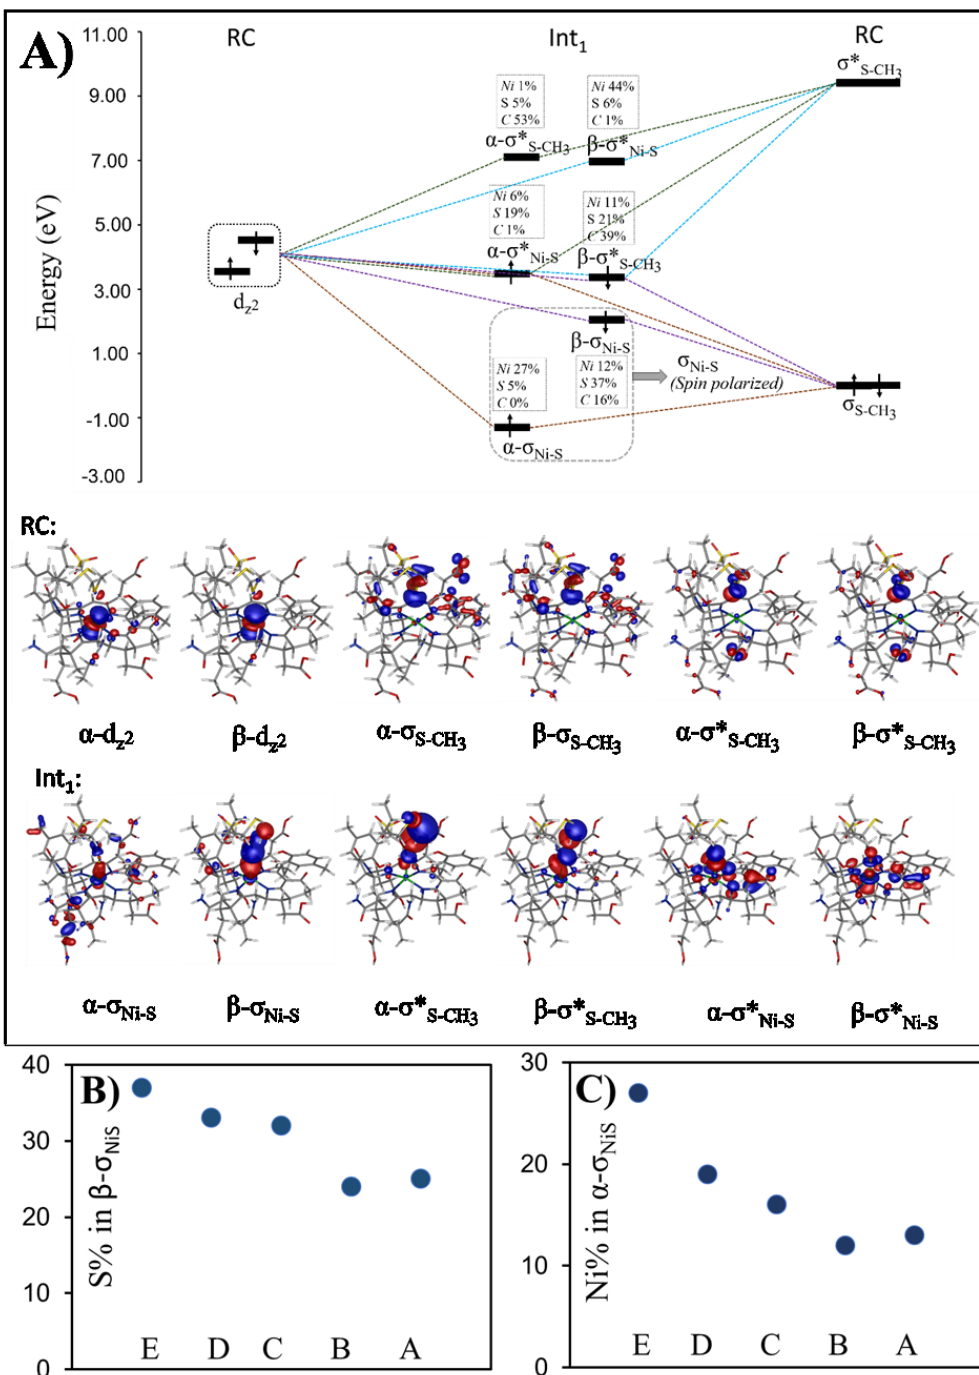 A)
RC
Int₁
RC
11.00
9.00
7.00
5.00
3.00
1.00
-1.00
-3.00
Energy (eV)
σ*S-CH₃
Ni 1%
S 5%
C 53%
Ni 44%
S 6%
C 1%
α-σ*S-CH₃
β-σ*Ni-S
Ni 6%
S 19%
C 1%
Ni 11%
S 21%
C 39%
α-σ*Ni-S
β-σ*S-CH₃
dz²
β-σNi-S
Ni 27%
S 5%
C 0%
Ni 12%
S 37%
C 16%
σNi-S
(Spin polarized)
σS-CH₃
α-σNi-S
RC:
α-dz²
β-dz²
α-σS-CH₃
β-σS-CH₃
α-σ*S-CH₃
β-σ*S-CH₃
Int₁:
α-σNi-S
β-σNi-S
α-σ*S-CH₃
β-σ*S-CH₃
α-σ*Ni-S
β-σ*Ni-S
B)
S% in β-σNiS
40
30
20
10
0
E D C B A
C)
Ni% in α-σNiS
30
20
10
0
E D C B A